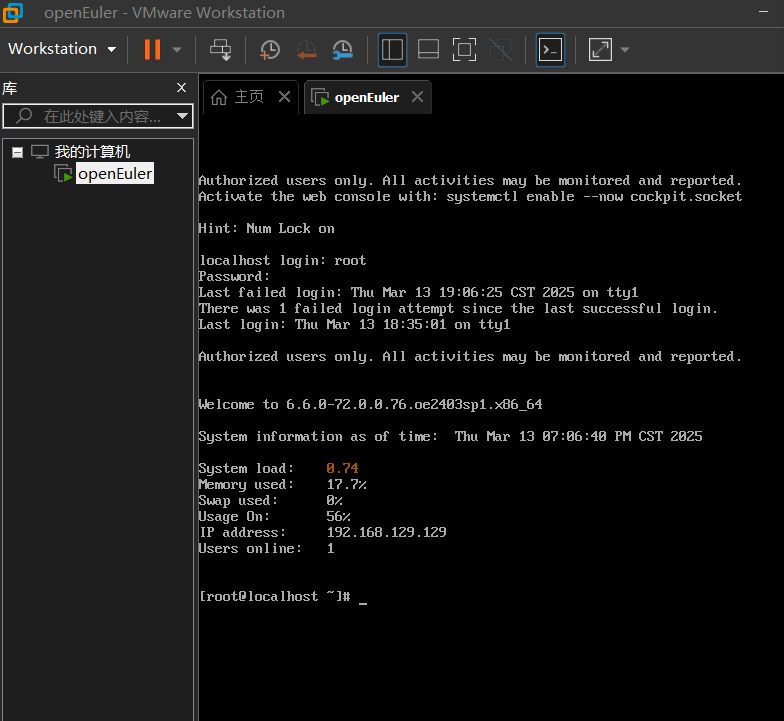 openEuler - VMware Workstation
Workstation
库
主页
openEuler
在此处键入内容...
我的计算机
openEuler
Authorized users only. All activities may be monitored and reported.
Activate the web console with: systemctl enable --now cockpit.socket
Hint: Num Lock on
localhost login: root
Password:
Last failed login: Thu Mar 13 19:06:25 CST 2025 on tty1
There was 1 failed login attempt since the last successful login.
Last login: Thu Mar 13 18:35:01 on tty1
Authorized users only. All activities may be monitored and reported.
Welcome to 6.6.0-72.0.0.76.oe2403sp1.x86_64
System information as of time:  Thu Mar 13 07:06:40 PM CST 2025
System load:    0.74
Memory used:    17.7%
Swap used:      0%
Usage On:       56%
IP address:     192.168.129.129
Users online:   1
[root@localhost ~]# _